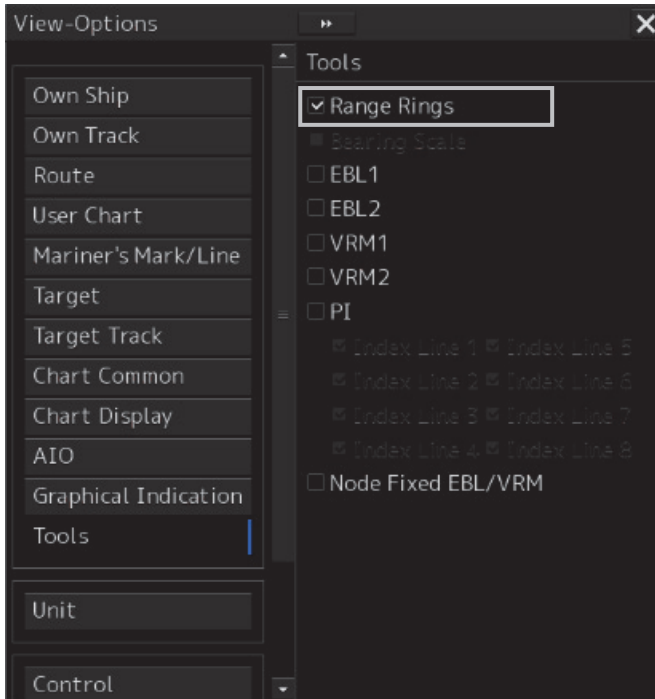 View-Options
Own Ship
Own Track
Route
User Chart
Mariner's Mark/Line
Target
Target Track
Chart Common
Chart Display
AIO
Graphical Indication
Tools
Unit
Control
Tools
Range Rings
Bearing Scale
EBL1
EBL2
VRM1
VRM2
PI
Index Line 1 Index Line 5
Index Line 2 Index Line 6
Index Line 3 Index Line 7
Index Line 4 Index Line 8
Node Fixed EBL/VRM